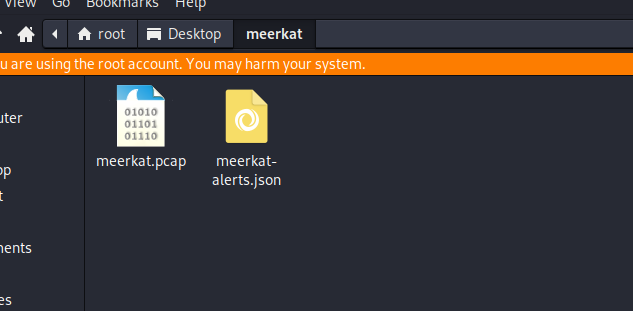 View Go Bookmarks Help
root Desktop meerkat
u are using the root account. You may harm your system.
uter
op
t
ments
es
01010
01101
01110
meerkat.pcap
meerkat-
alerts.json